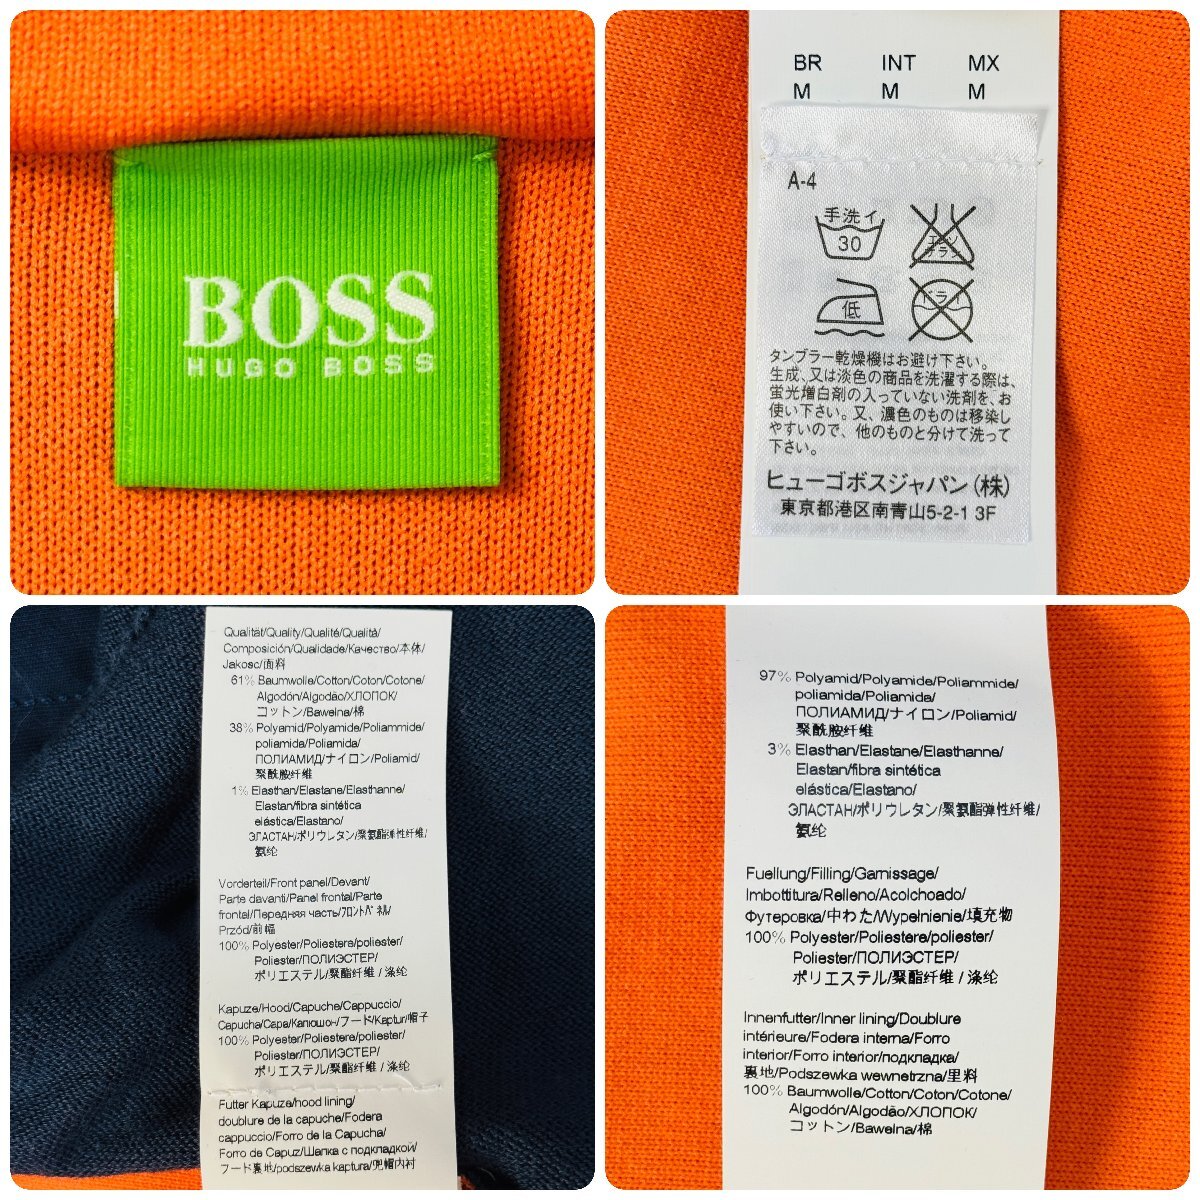 BOSS
HUGO BOSS
BR INT MX
M M M
A-4
手洗イ
30
エンソ
サラシ
低
ドライ
タンブラー乾燥機はお避け下さい。
生成、又は淡色の商品を洗濯する際は、
蛍光増白剤の入っていない洗剤を、お
使い下さい。又、濃色のものは移染し
やすいので、他のものと分けて洗って
下さい。
ヒューゴボスジャパン(株)
東京都港区南青山5-2-1 3F
Qualität/Quality/Qualité/Qualità/
Composición/Qualidade/Качество/本体/
Jakosc/面料
61% Baumwolle/Cotton/Coton/Cotone/
Algodón/Algodão/ХЛОПОК/
コットン/Bawelna/棉
38% Polyamid/Polyamide/Poliammide/
poliamida/Poliamida/
ПОЛИАМИД/ナイロン/Poliamid/
聚酰胺纤维
1% Elasthan/Elastane/Elasthanne/
Elastan/fibra sintética
elástica/Elastano/
ЭЛАСТАН/ポリウレタン/聚氨酯弹性纤维/
氨纶
Vorderteil/Front panel/Devant/
Parte davanti/Panel frontal/Parte
frontal/Передняя часть/フロントパネル/
Przód/前幅
100% Polyester/Poliestere/poliester/
Poliester/ПОЛИЭСТЕР/
ポリエステル/聚酯纤维 / 涤纶
Kapuze/Hood/Capuche/Cappuccio/
Capucha/Capa/Капюшон/フード/Kaptur/帽子
100% Polyester/Poliestere/poliester/
Poliester/ПОЛИЭСТЕР/
ポリエステル/聚酯纤维 / 涤纶
Futter Kapuze/hood lining/
doublure de la capuche/Fodera
cappuccio/Forro de la Capucha/
Forro de Capuz/Шапка с подкладкой/
フード裏地/podszewka kaptura/兜帽内衬
97% Polyamid/Polyamide/Poliammide/
poliamida/Poliamida/
ПОЛИАМИД/ナイロン/Poliamid/
聚酰胺纤维
3% Elasthan/Elastane/Elasthanne/
Elastan/fibra sintética
elástica/Elastano/
ЭЛАСТАН/ポリウレタン/聚氨酯弹性纤维/
氨纶
Fuellung/Filling/Garnissage/
Imbottitura/Relleno/Acolchoado/
Футеровка/中わた/Wypełnienie/填充物
100% Polyester/Poliestere/poliester/
Poliester/ПОЛИЭСТЕР/
ポリエステル/聚酯纤维 / 涤纶
Innenfutter/Inner lining/Doublure
intérieure/Fodera interna/Forro
interior/Forro interior/подкладка/
裏地/Podszewka wewnetrzna/里料
100% Baumwolle/Cotton/Coton/Cotone/
Algodón/Algodão/ХЛОПОК/
コットン/Bawelna/棉